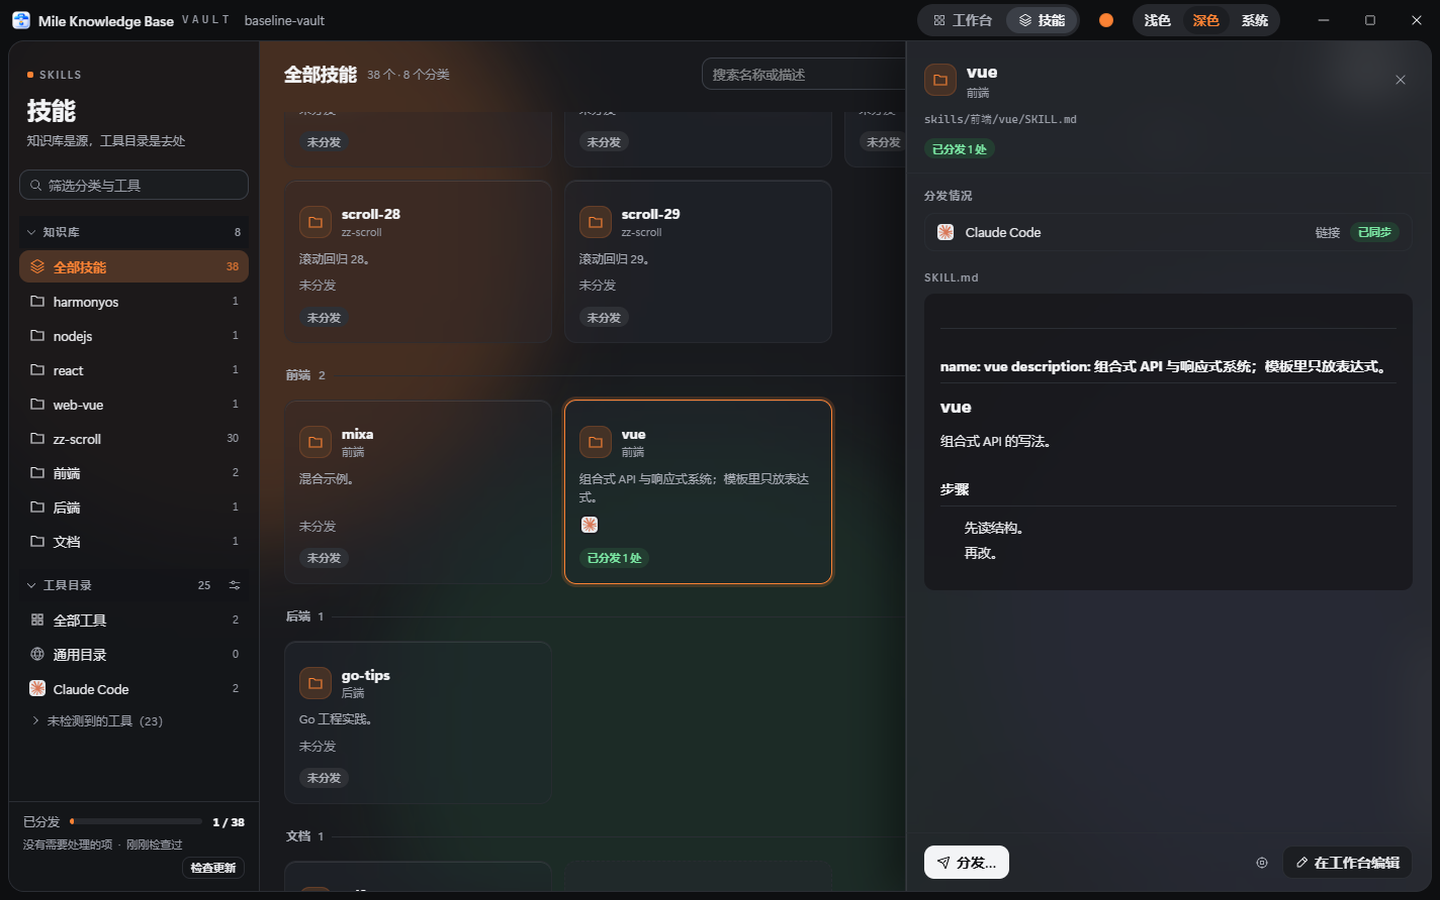 Mile Knowledge Base VAULT baseline-vault
工作台 技能 浅色 深色 系统
SKILLS
技能
知识库是源，工具目录是去处
筛选分类与工具
知识库 8
全部技能 38
harmonyos 1
nodejs 1
react 1
web-vue 1
zz-scroll 30
前端 2
后端 1
文档 1
工具目录 25
全部工具 2
通用目录 0
Claude Code 2
未检测到的工具 (23)
已分发 1 / 38
没有需要处理的项 · 刚刚检查过
检查更新
全部技能 38 个 · 8 个分类
搜索名称或描述
未分发 未分发 未分发
scroll-28
zz-scroll
滚动回归 28。
未分发
未分发
scroll-29
zz-scroll
滚动回归 29。
未分发
未分发
前端 2
mixa
前端
混合示例。
未分发
未分发
vue
前端
组合式 API 与响应式系统；模板里只放表达
式。
已分发 1 处
后端 1
go-tips
后端
Go 工程实践。
未分发
未分发
文档 1
vue
前端
skills/前端/vue/SKILL.md
已分发 1 处
分发情况
Claude Code 链接 已同步
SKILL.md
name: vue description: 组合式 API 与响应式系统；模板里只放表达式。
vue
组合式 API 的写法。
步骤
先读结构。
再改。
分发... 在工作台编辑